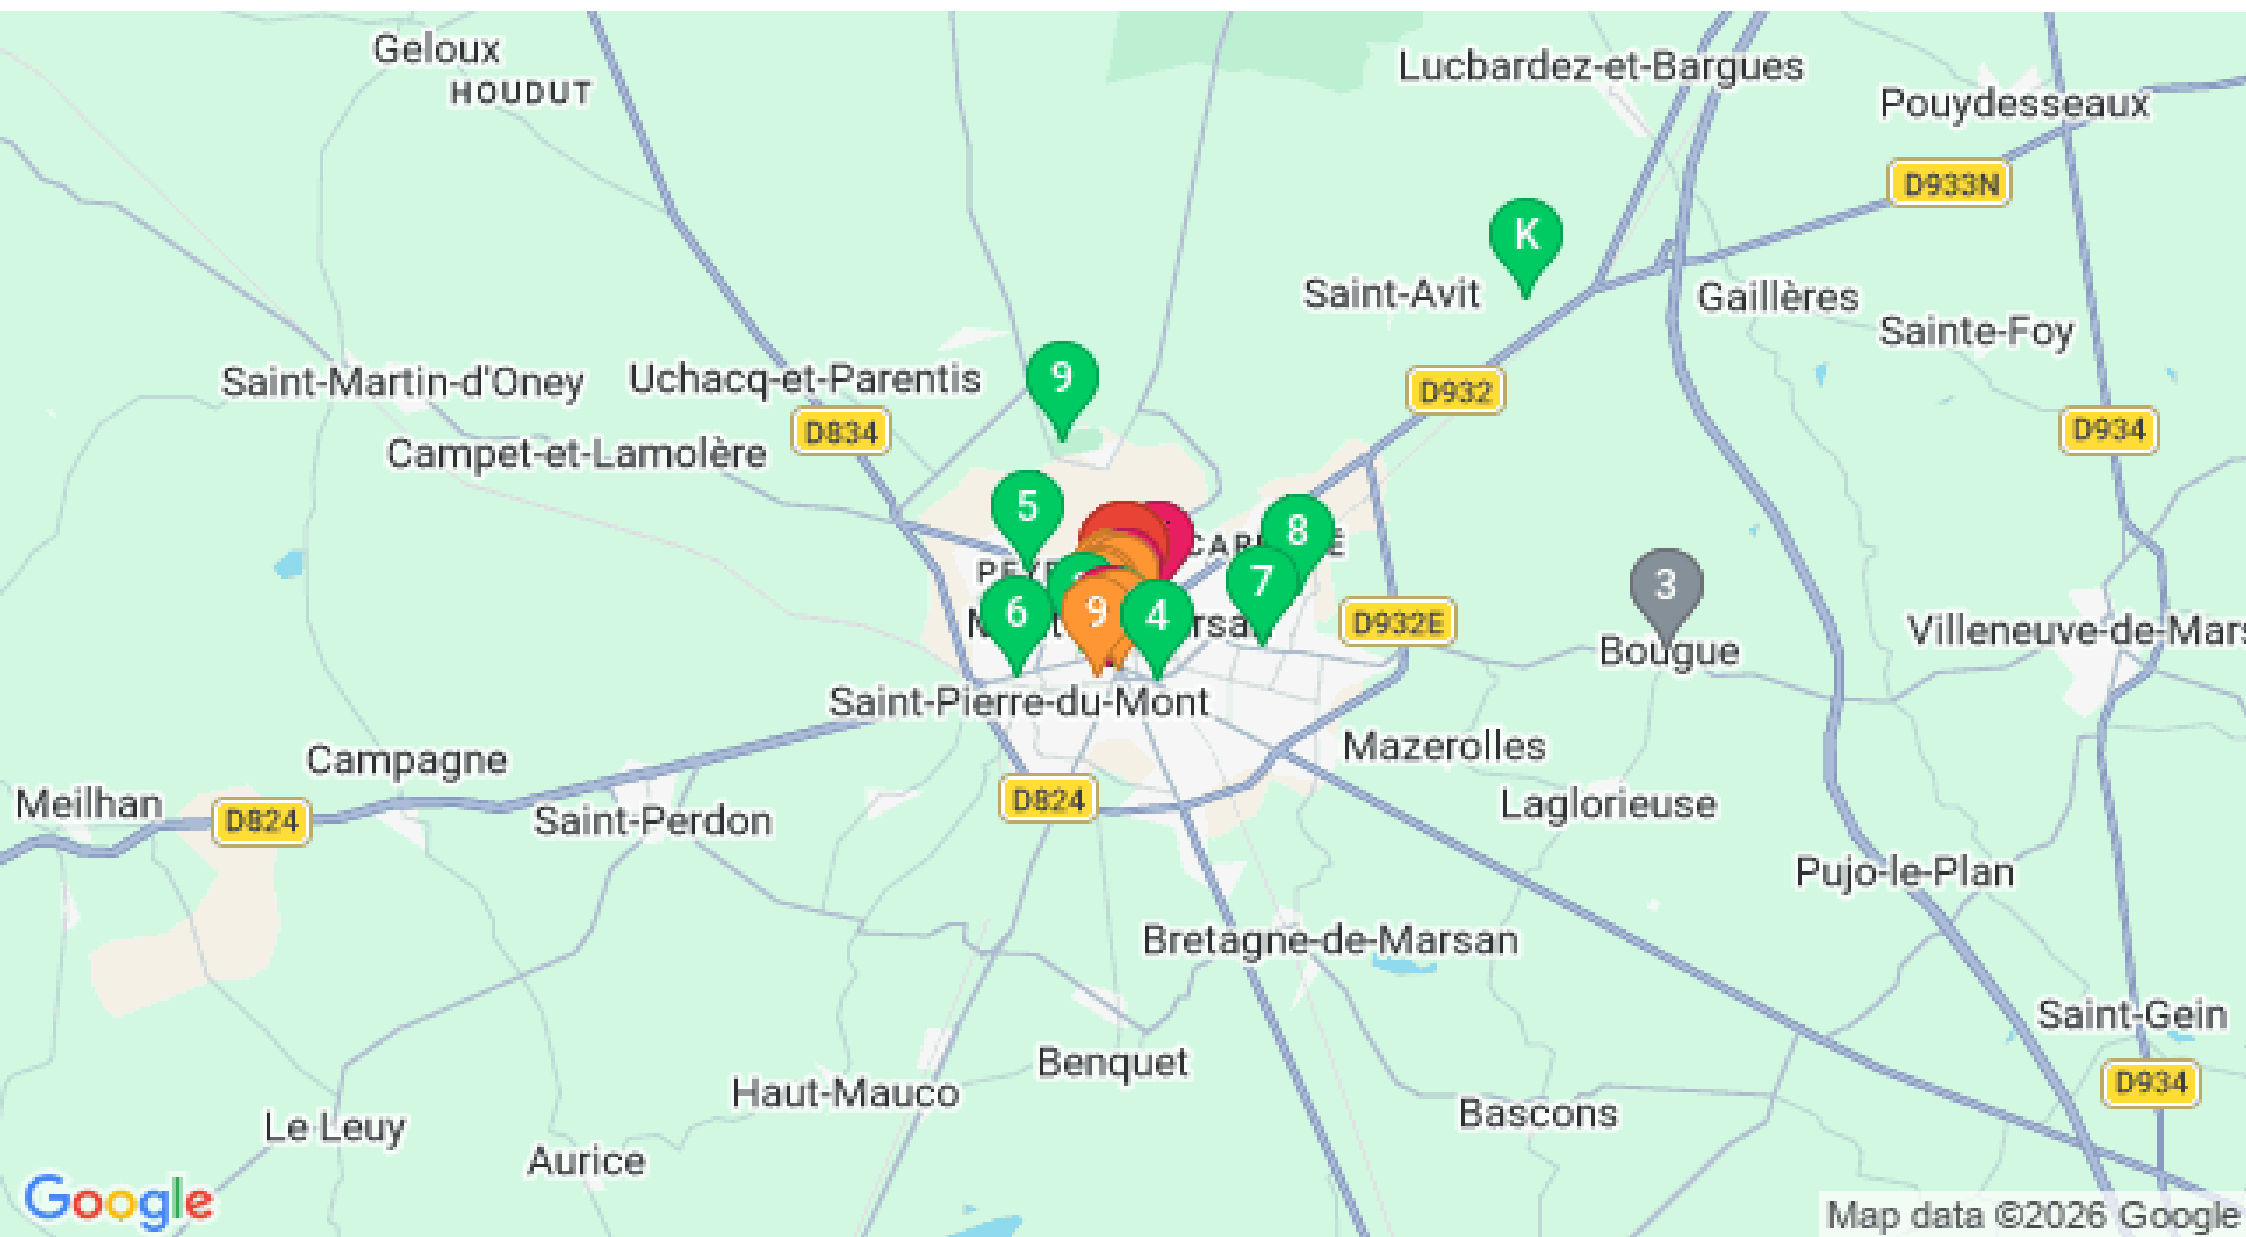 Geloux
HOUDUT
Lucbardez-et-Bargues
Pouydesseaux
D933N
K
Saint-Avit
Gaillères
Sainte-Foy
Saint-Martin-d'Oney
Uchacq-et-Parentis
9
D932
D834
D934
Campet-et-Lamolère
5
8
7
3
6
9
4
D932E
Bougue
Villeneuve-de-Mars
Saint-Pierre-du-Mont
Mazerolles
Campagne
Meilhan
D824
D824
Saint-Perdon
Laglorieuse
Pujo-le-Plan
Bretagne-de-Marsan
Saint-Gein
Benquet
Haut-Mauco
D934
Bascons
Le Leuy
Aurice
Google
Map data ©2026 Google